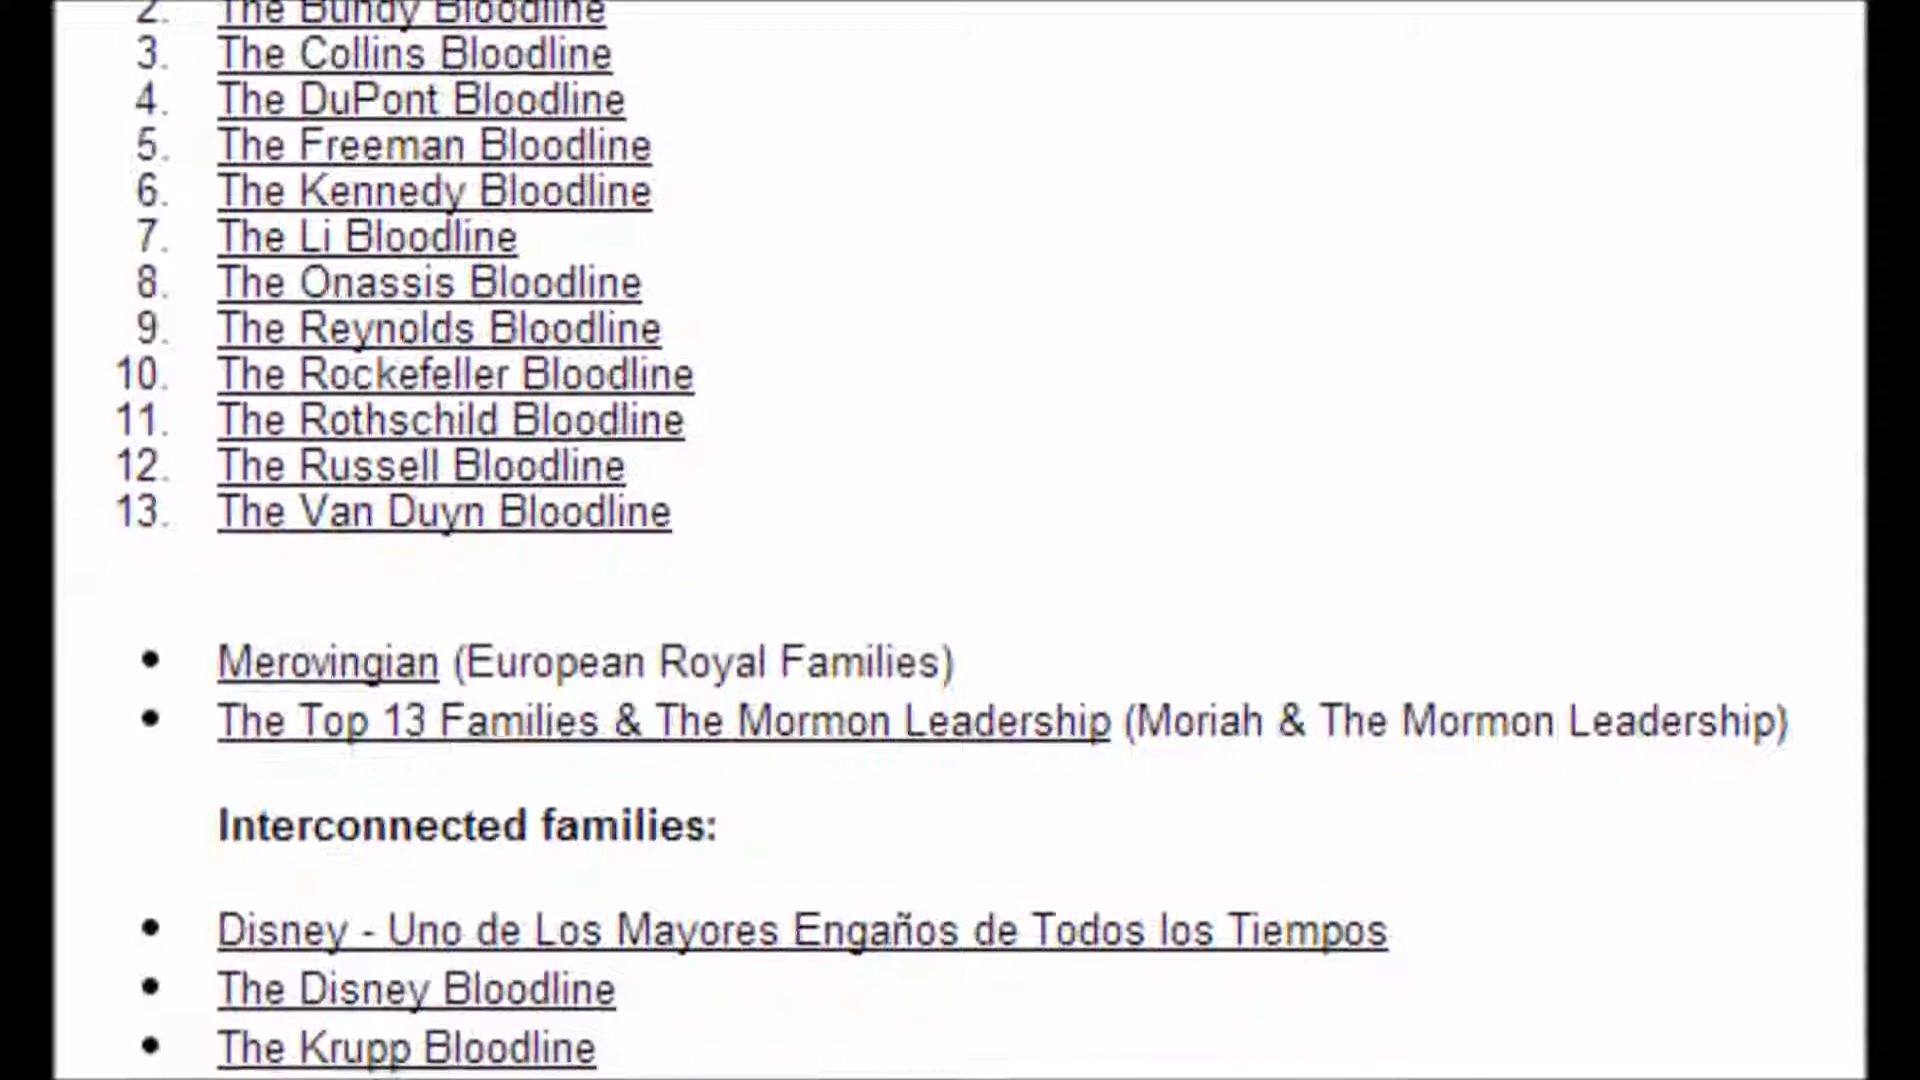 2. The Bundy Bloodline
3. The Collins Bloodline
4. The DuPont Bloodline
5. The Freeman Bloodline
6. The Kennedy Bloodline
7. The Li Bloodline
8. The Onassis Bloodline
9. The Reynolds Bloodline
10. The Rockefeller Bloodline
11. The Rothschild Bloodline
12. The Russell Bloodline
13. The Van Duyn Bloodline
• Merovingian (European Royal Families)
• The Top 13 Families & The Mormon Leadership (Moriah & The Mormon Leadership)
Interconnected families:
• Disney - Uno de Los Mayores Engaños de Todos los Tiempos
• The Disney Bloodline
• The Krupp Bloodline